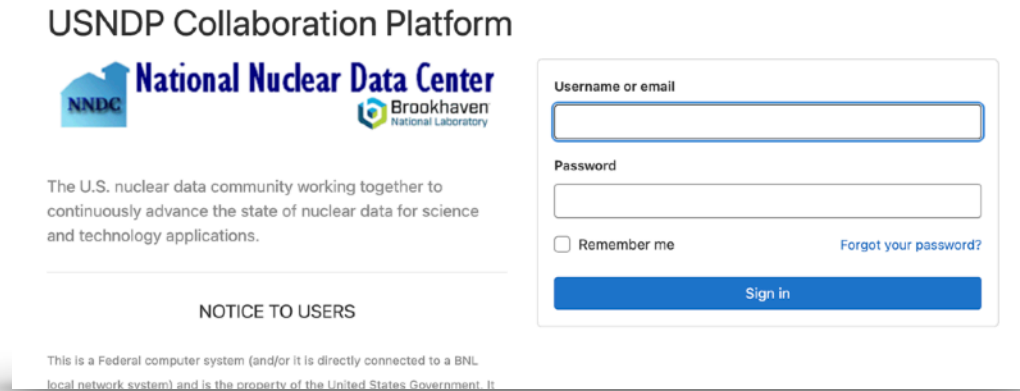 USNDP Collaboration Platform
NNDC
National Nuclear Data Center
Brookhaven
National Laboratory
The U.S. nuclear data community working together to
continuously advance the state of nuclear data for science
and technology applications.
NOTICE TO USERS
This is a Federal computer system (and/or it is directly connected to a BNL
local network system) and is the property of the United States Government. It
Username or email
Password
Remember me
Forgot your password?
Sign in